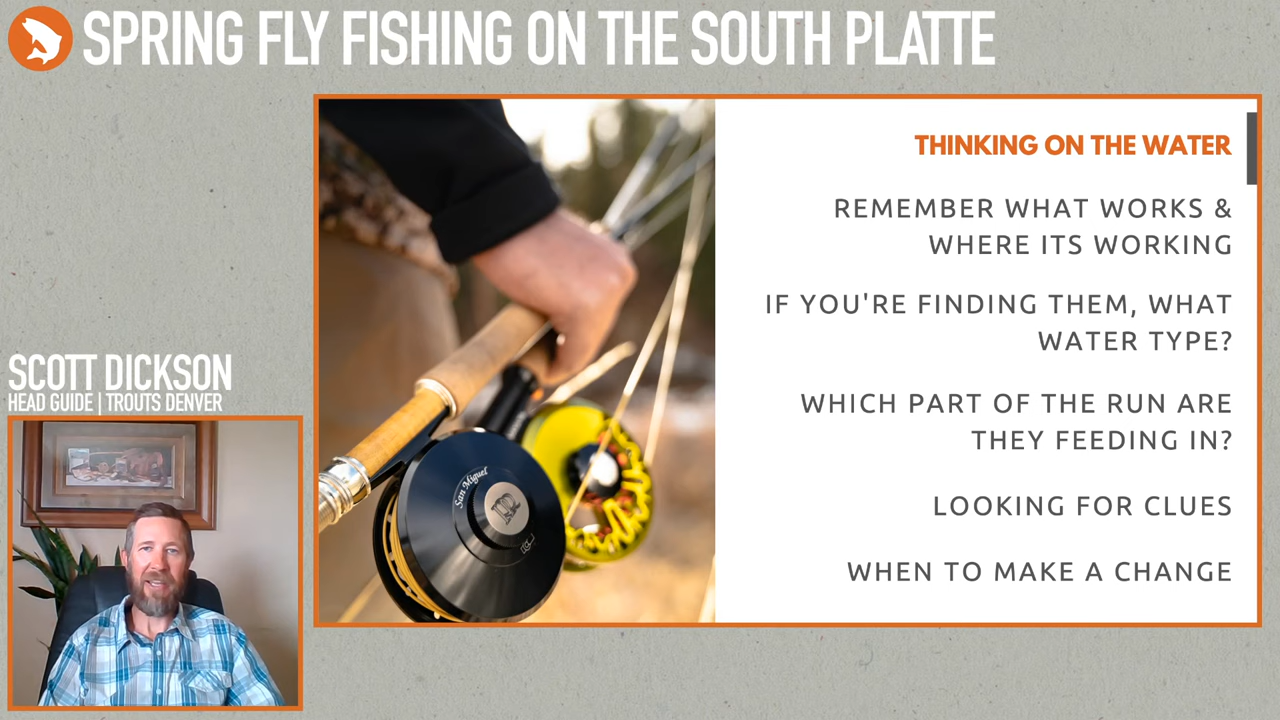 SPRING FLY FISHING ON THE SOUTH PLATTE
THINKING ON THE WATER
REMEMBER WHAT WORKS &
WHERE ITS WORKING
IF YOU'RE FINDING THEM, WHAT
WATER TYPE?
WHICH PART OF THE RUN ARE
THEY FEEDING IN?
LOOKING FOR CLUES
WHEN TO MAKE A CHANGE
San Miguel
SCOTT DICKSON
HEAD GUIDE | TROUTS DENVER